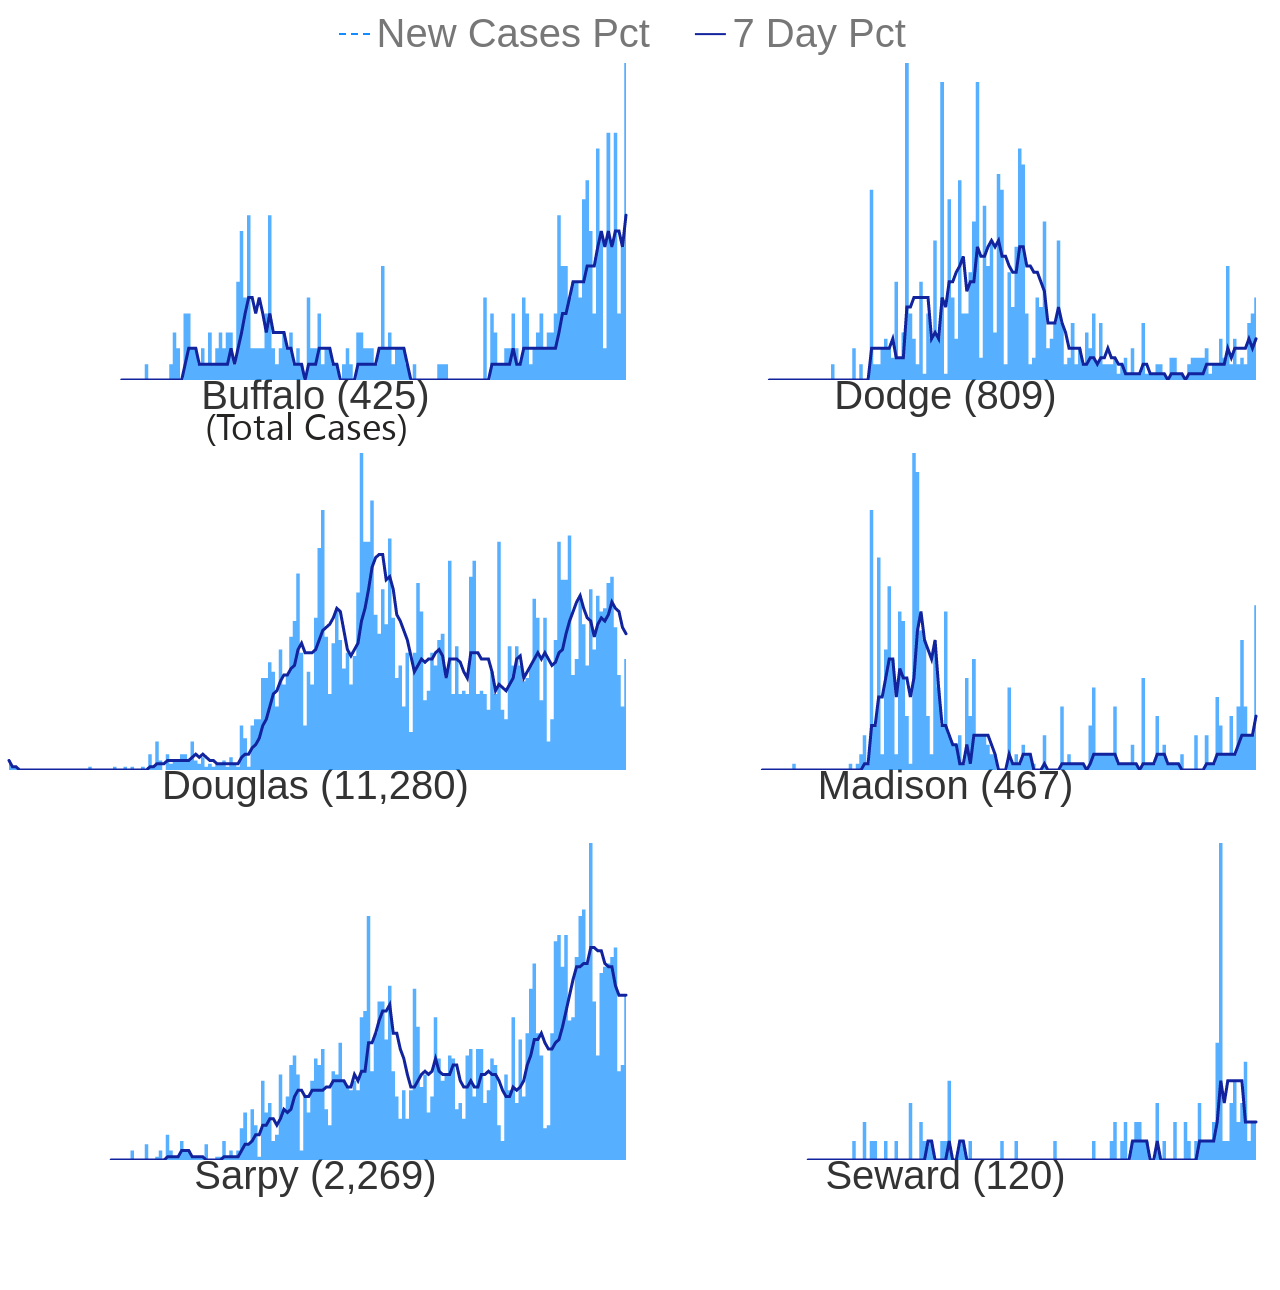 New Cases Pct 7 Day Pct
Buffalo (425) Dodge (809)
(Total Cases)
Douglas (11,280) Madison (467)
Sarpy (2,269) Seward (120)